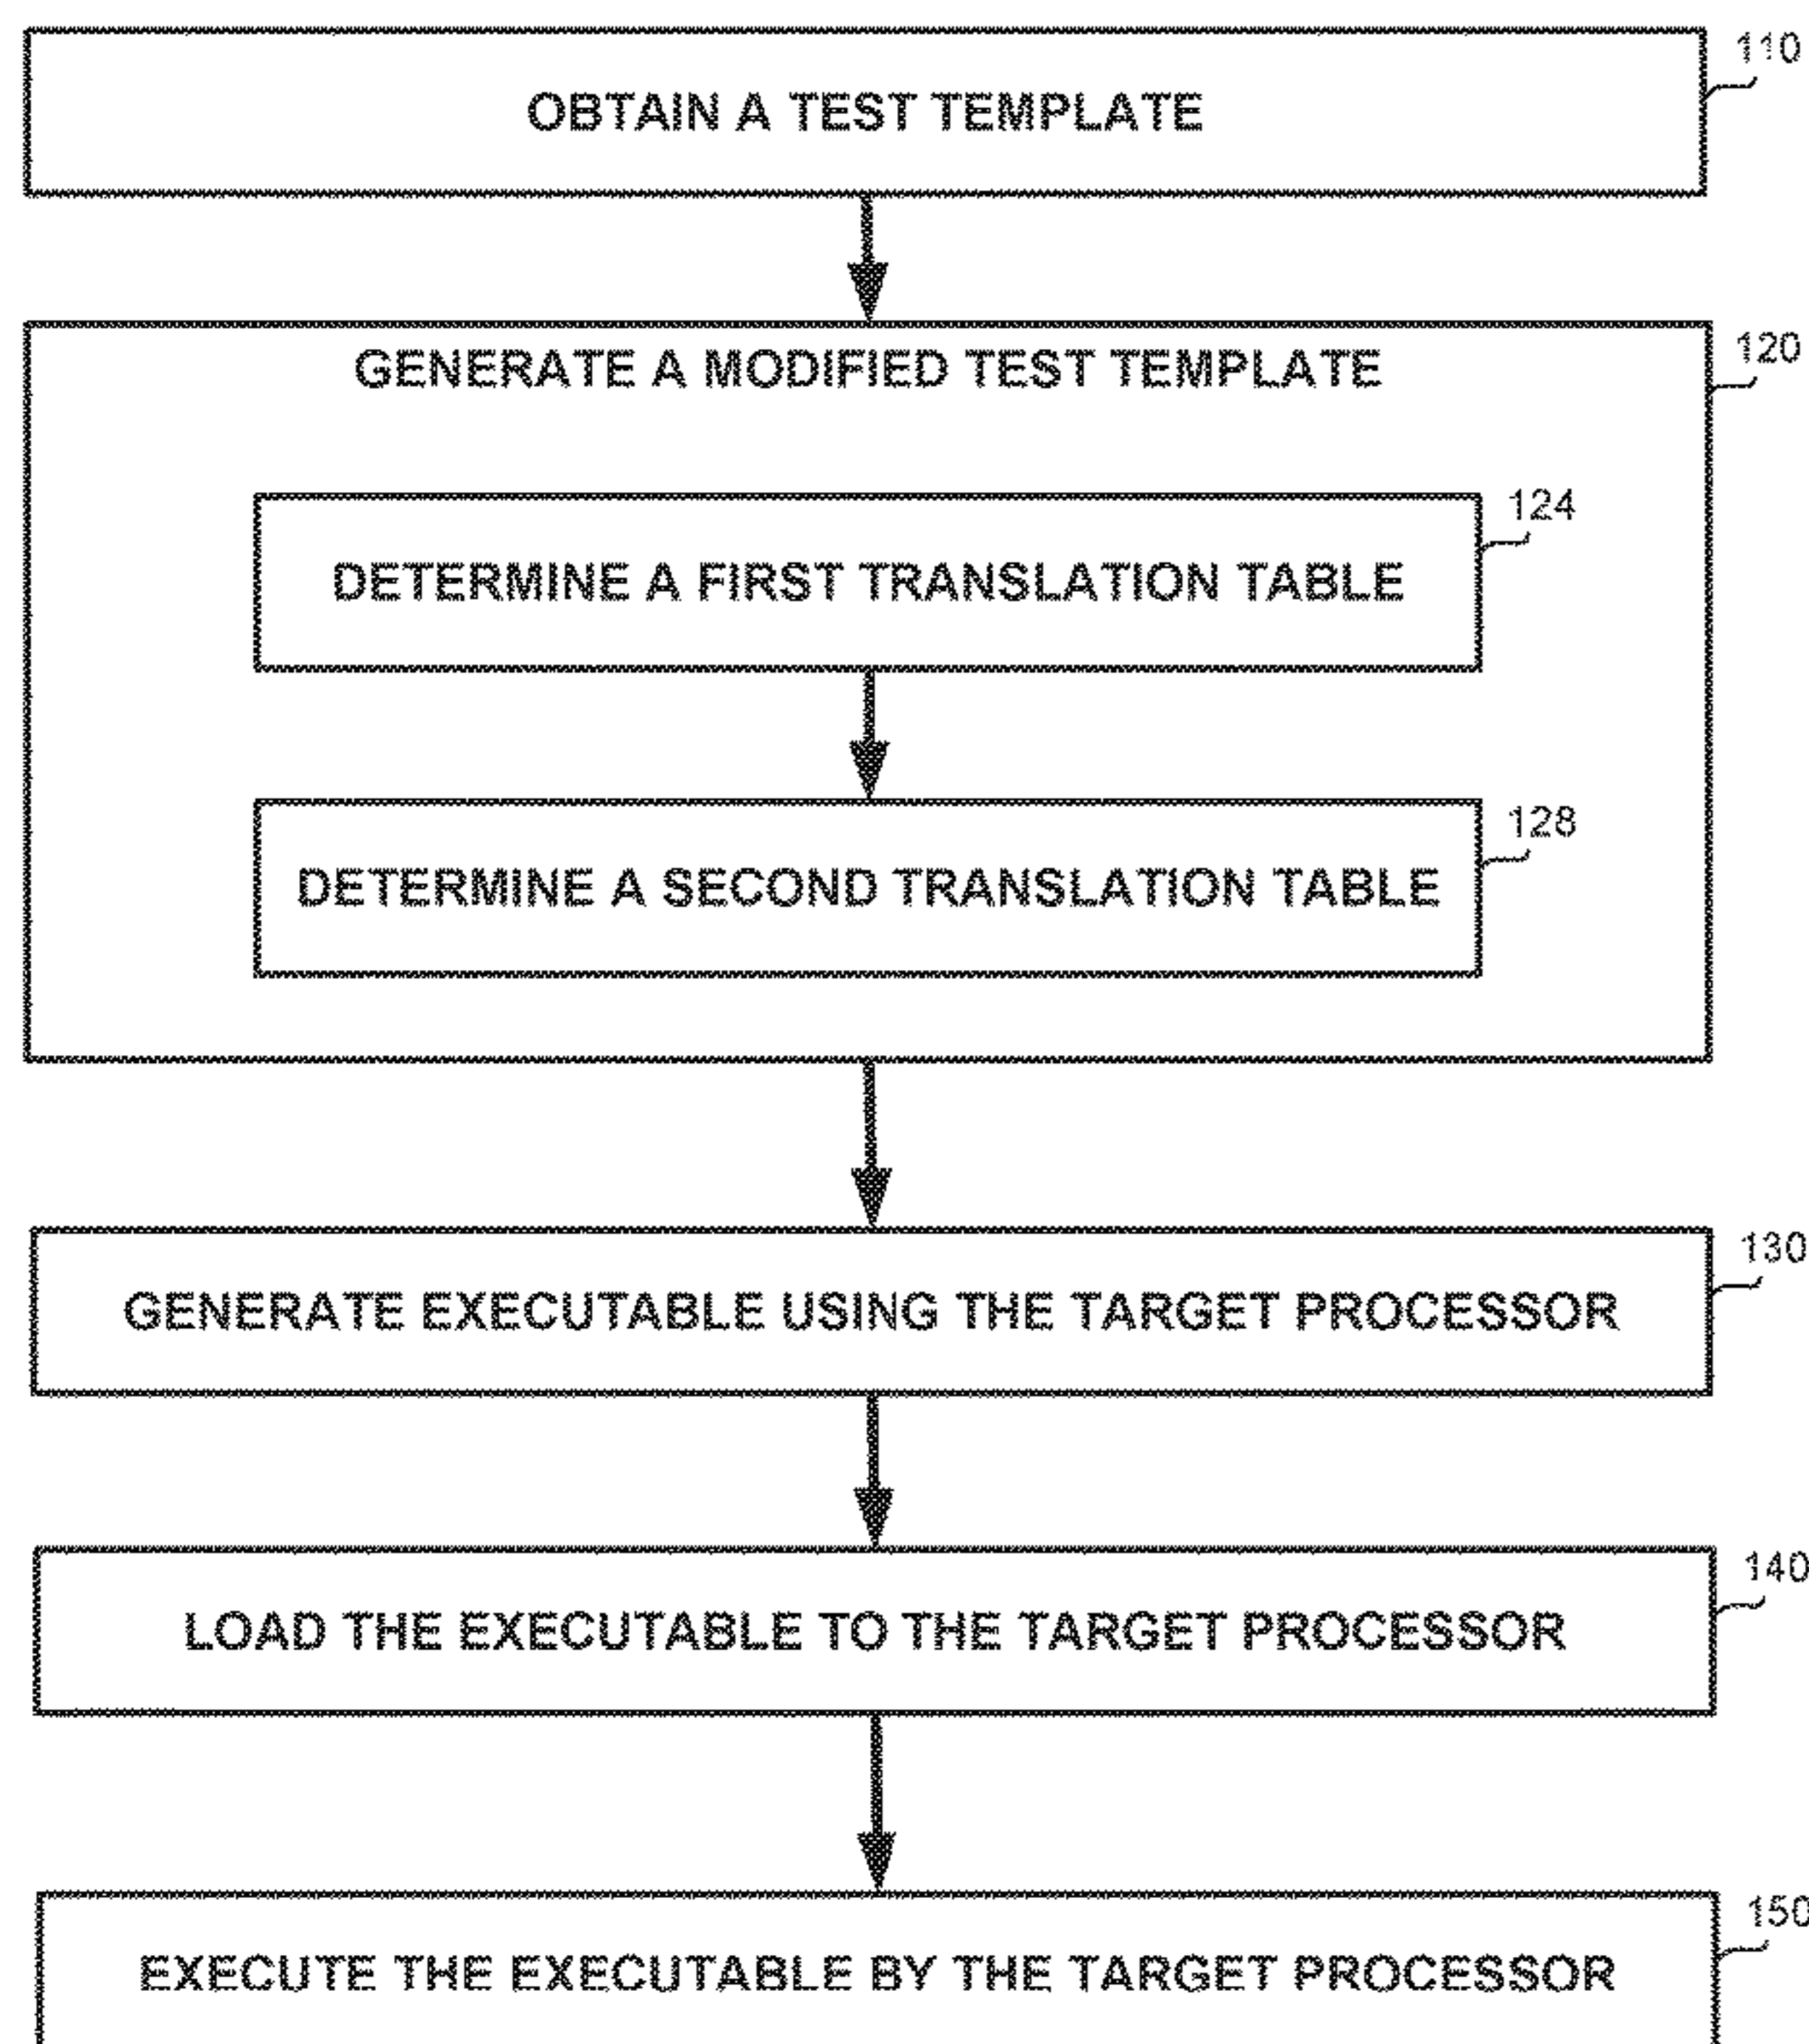 110
OBTAIN A TEST TEMPLATE
120
GENERATE A MODIFIED TEST TEMPLATE
124
DETERMINE A FIRST TRANSLATION TABLE
128
DETERMINE A SECOND TRANSLATION TABLE
130
GENERATE EXECUTABLE USING THE TARGET PROCESSOR
140
LOAD THE EXECUTABLE TO THE TARGET PROCESSOR
150
EXECUTE THE EXECUTABLE BY THE TARGET PROCESSOR